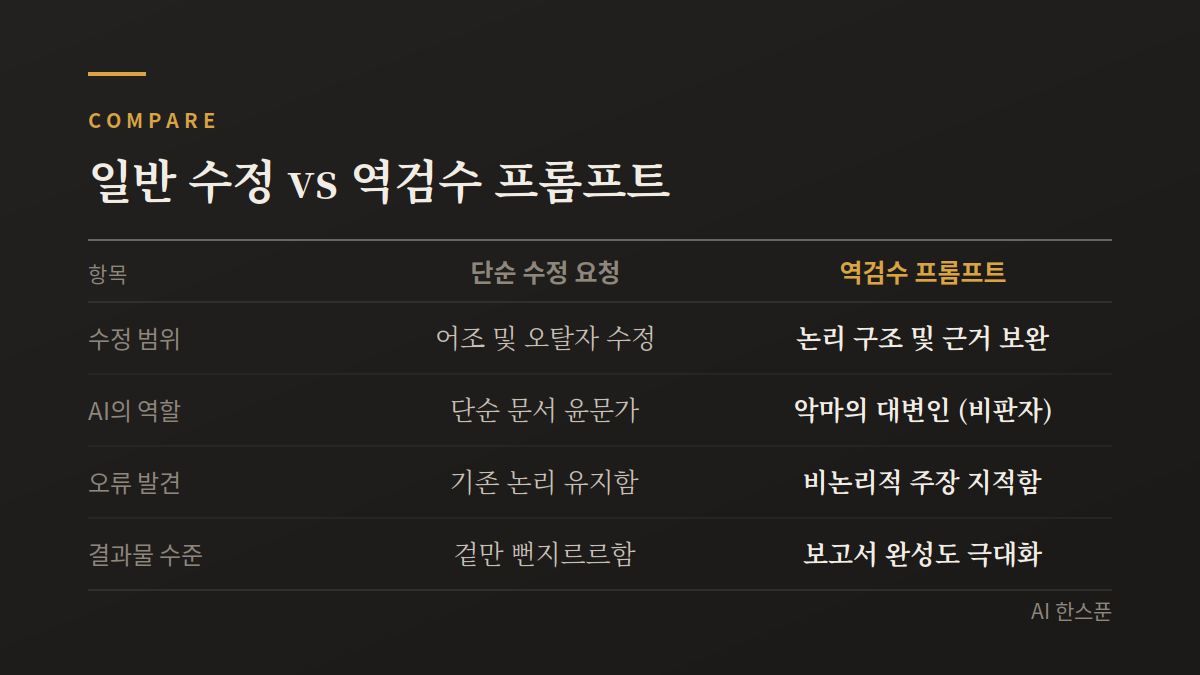 COMPARE
일반 수정 vs 역검수 프롬프트
항목 단순 수정 요청 역검수 프롬프트
수정 범위 어조 및 오탈자 수정 논리 구조 및 근거 보완
AI의 역할 단순 문서 윤문가 악마의 대변인 (비판자)
오류 발견 기존 논리 유지함 비논리적 주장 지적함
결과물 수준 겉만 뻔지르르함 보고서 완성도 극대화
AI 한스푼